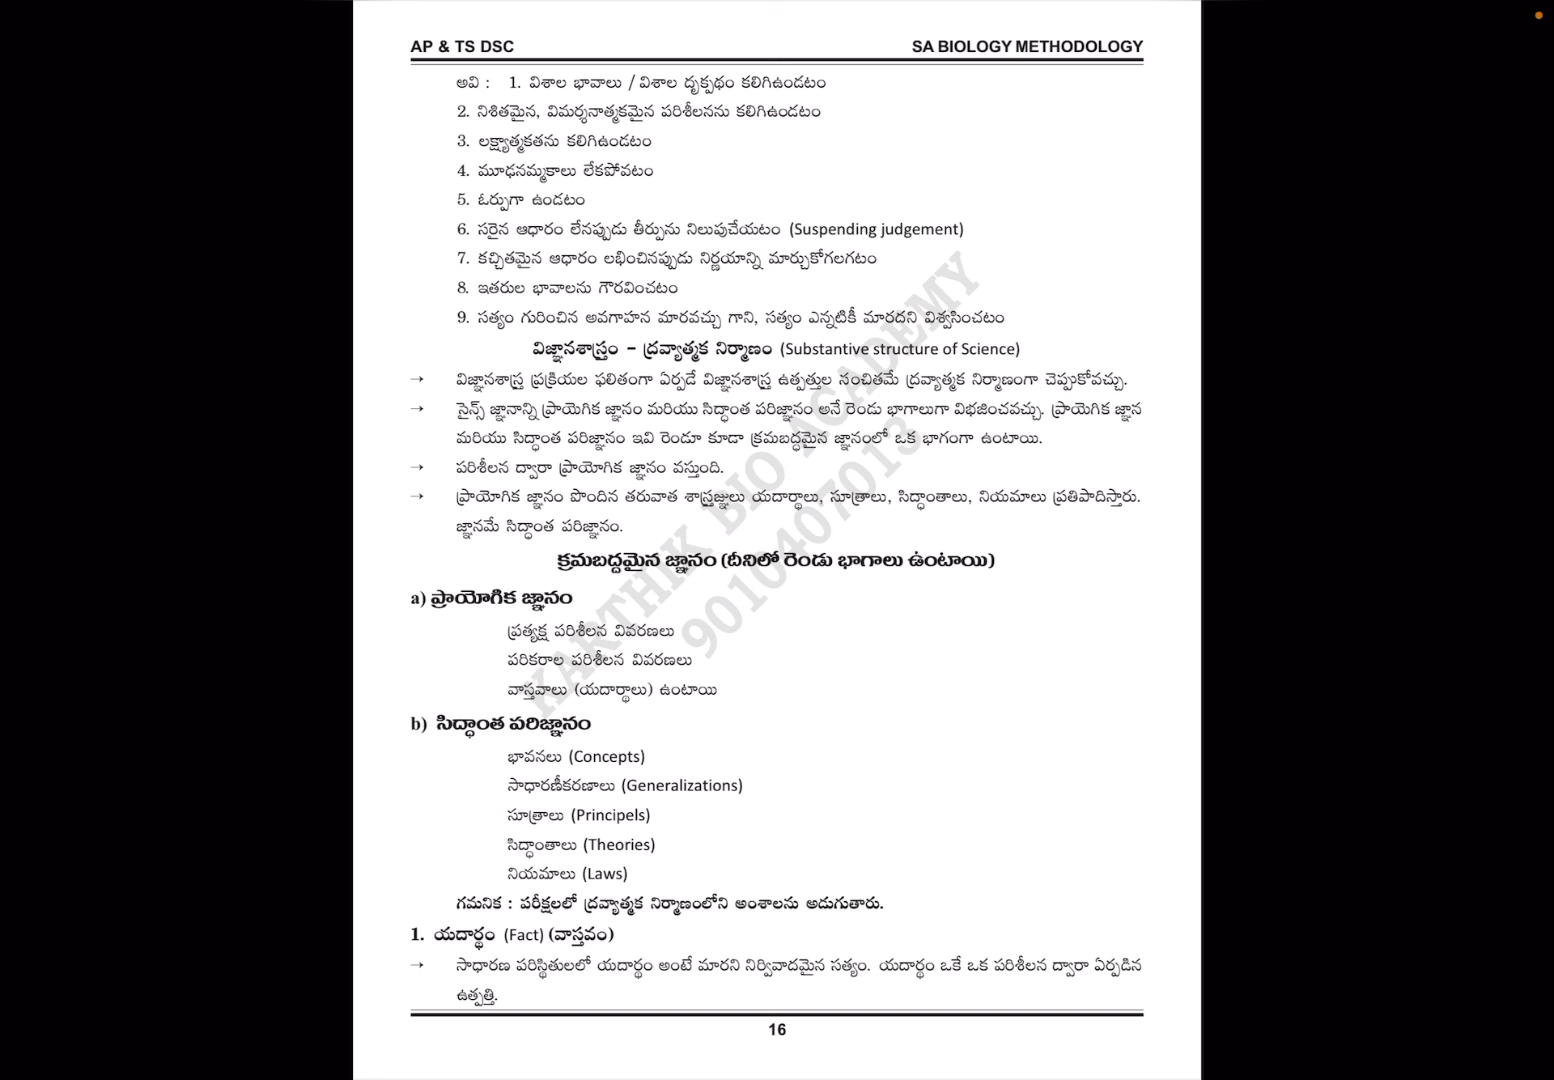 AP & TS DSC
SA BIOLOGY METHODOLOGY
అవి : 1. విశాల భావాలు / విశాల దృక్పథం కలిగిఉండటం
2. నిశితమైన, విమర్శనాత్మకమైన పరిశీలనను కలిగిఉండటం
3. లక్ష్యాత్మకతను కలిగిఉండటం
4. మూఢనమ్మకాలు లేకపోవటం
5. ఓర్పుగా ఉండటం
6. సరైన ఆధారం లేనప్పుడు తీర్పును నిలుపుచేయటం (Suspending judgement)
7. కచ్చితమైన ఆధారం లభించినప్పుడు నిర్ణయాన్ని మార్చుకోగలగటం
8. ఇతరుల భావాలను గౌరవించటం
9. సత్యం గురించిన అవగాహన మారవచ్చు గాని, సత్యం ఎన్నటికీ మారదని విశ్వసించటం
విజ్ఞానశాస్త్రం – ద్రవ్యాత్మక నిర్మాణం (Substantive structure of Science)
→ విజ్ఞానశాస్త్ర ప్రక్రియల ఫలితంగా ఏర్పడే విజ్ఞానశాస్త్ర ఉత్పత్తుల సంచితమే ద్రవ్యాత్మక నిర్మాణంగా చెప్పుకోవచ్చు.
→ సైన్స్ జ్ఞానాన్ని ప్రాయెగిక జ్ఞానం మరియు సిద్ధాంత పరిజ్ఞానం అనే రెండు భాగాలుగా విభజించవచ్చు. ప్రాయెగిక జ్ఞాన
మరియు సిద్ధాంత పరిజ్ఞానం ఇవి రెండూ కూడా క్రమబద్ధమైన జ్ఞానంలో ఒక భాగంగా ఉంటాయి.
→ పరిశీలన ద్వారా ప్రాయోగిక జ్ఞానం వస్తుంది.
→ ప్రాయోగిక జ్ఞానం పొందిన తరువాత శాస్త్రజ్ఞులు యదార్థాలు, సూత్రాలు, సిద్ధాంతాలు, నియమాలు ప్రతిపాదిస్తారు.
జ్ఞానమే సిద్ధాంత పరిజ్ఞానం.
క్రమబద్దమైన జ్ఞానం (దీనిలో రెండు భాగాలు ఉంటాయి)
a) ప్రాయోగిక జ్ఞానం
ప్రత్యక్ష పరిశీలన వివరణలు
పరికరాల పరిశీలన వివరణలు
వాస్తవాలు (యదార్థాలు) ఉంటాయి
b) సిద్ధాంత పరిజ్ఞానం
భావనలు (Concepts)
సాధారణీకరణాలు (Generalizations)
సూత్రాలు (Principels)
సిద్ధాంతాలు (Theories)
నియమాలు (Laws)
గమనిక : పరీక్షలలో ద్రవ్యాత్మక నిర్మాణంలోని అంశాలను అడుగుతారు.
1. యదార్థం (Fact) (వాస్తవం)
→ సాధారణ పరిస్థితులలో యదార్థం అంటే మారని నిర్వివాదమైన సత్యం. యదార్థం ఒకే ఒక పరిశీలన ద్వారా ఏర్పడిన
ఉత్పత్తి.
16
KARTHIK BIO ACADEMY
9010407013